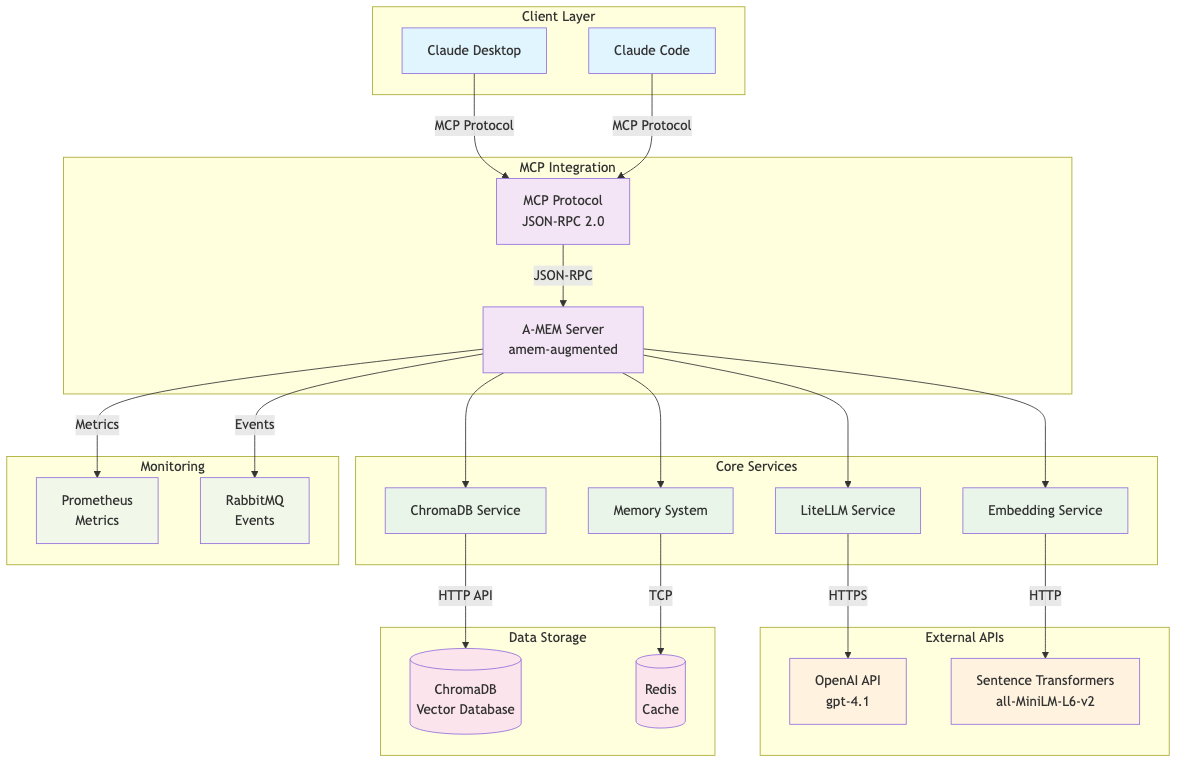 Client Layer
Claude Desktop
Claude Code
MCP Protocol
MCP Protocol
MCP Integration
MCP Protocol
JSON-RPC 2.0
JSON-RPC
A-MEM Server
amem-augmented
Metrics
Events
Monitoring
Prometheus
Metrics
RabbitMQ
Events
Core Services
ChromaDB Service
Memory System
LiteLLM Service
Embedding Service
HTTP API
TCP
HTTPS
HTTP
Data Storage
ChromaDB
Vector Database
Redis
Cache
External APIs
OpenAI API
gpt-4.1
Sentence Transformers
all-MiniLM-L6-v2